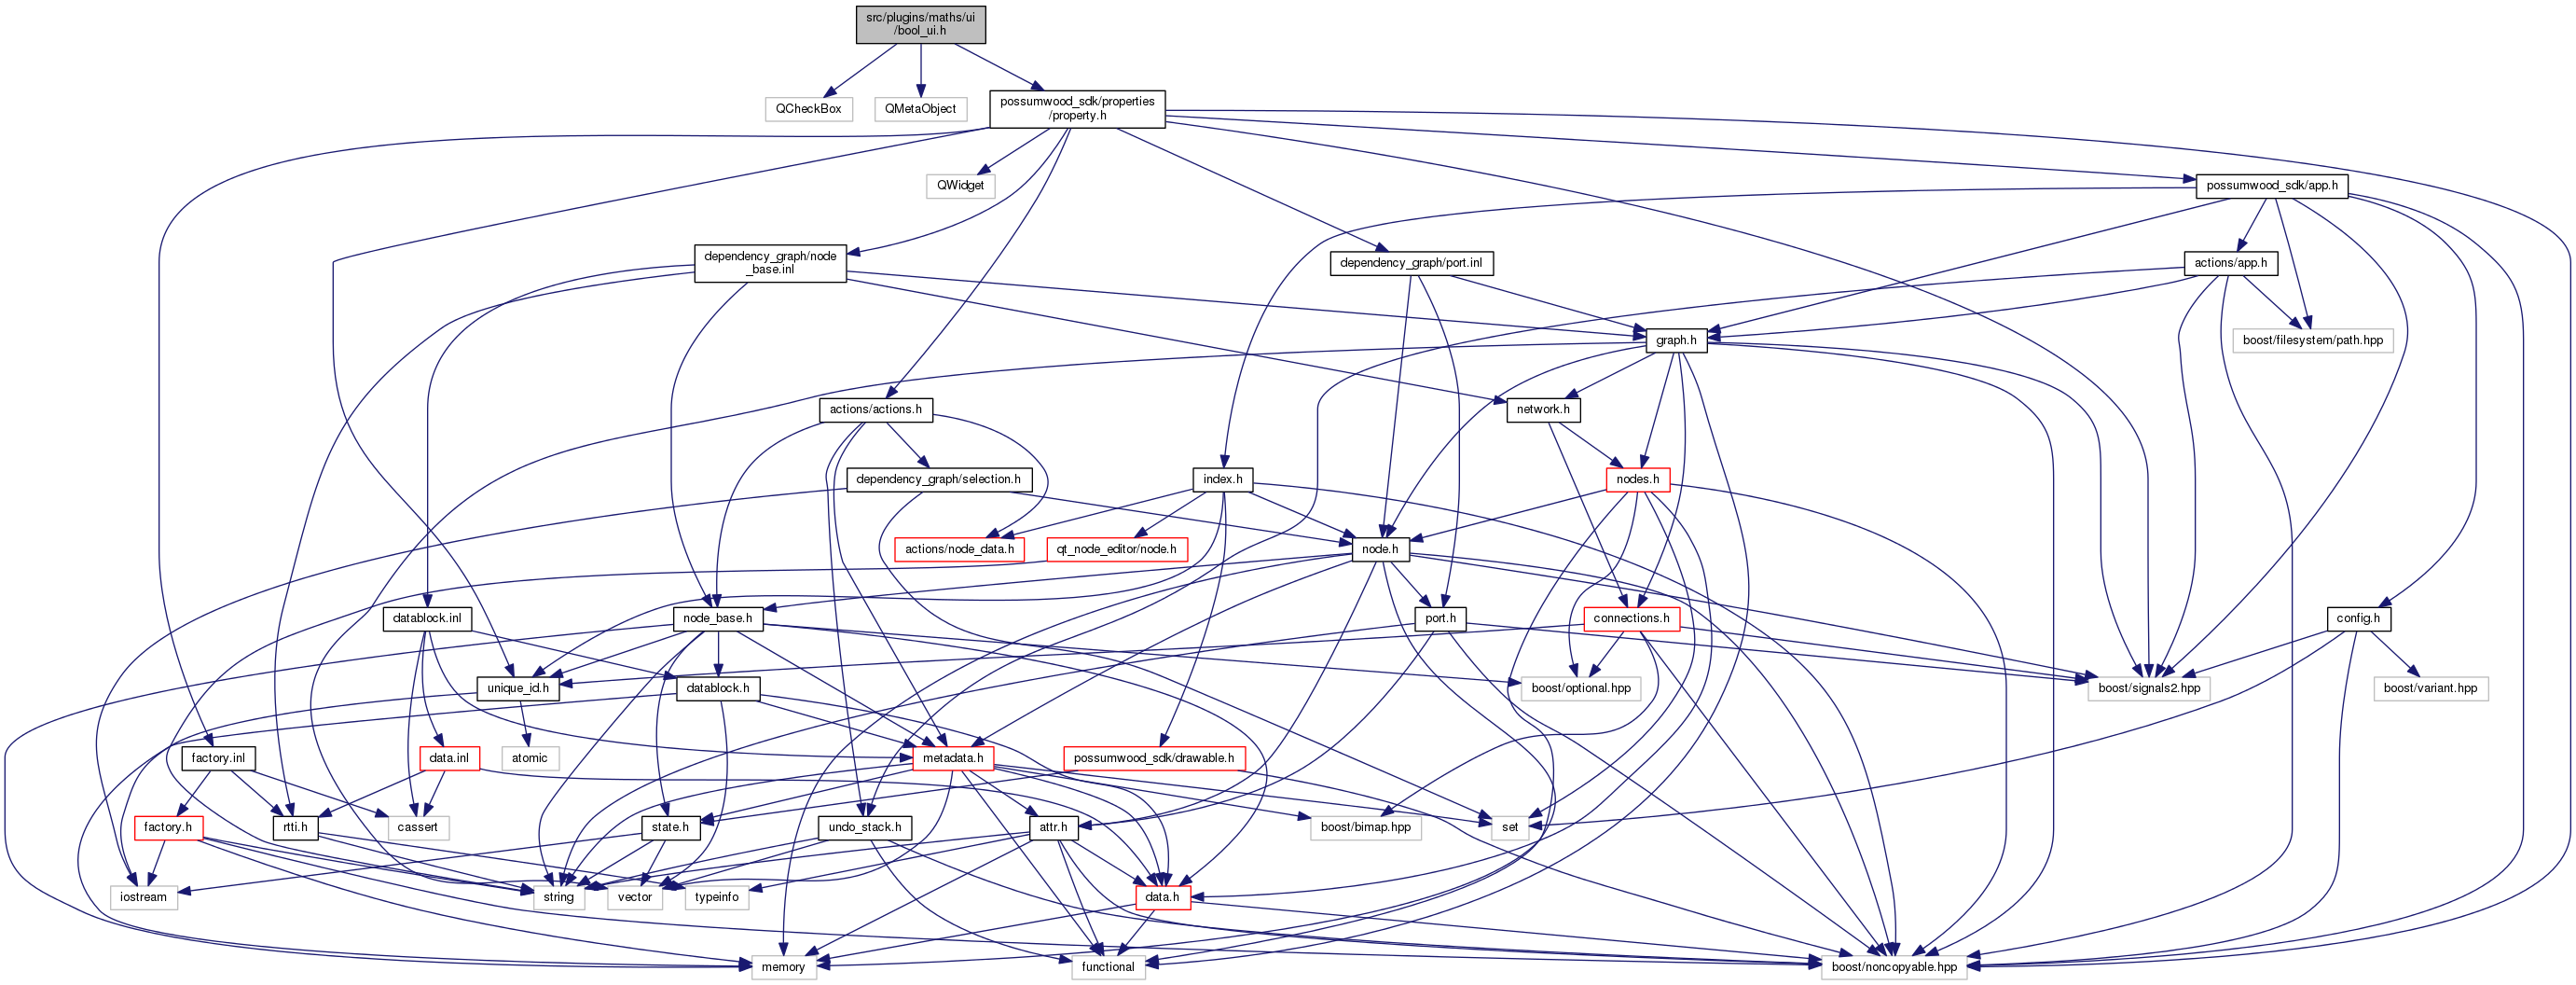 src/plugins/maths/ui
/bool_ui.h
QCheckBox
QMetaObject
possumwood_sdk/properties
/property.h
QWidget
possumwood_sdk/app.h
dependency_graph/node
_base.inl
dependency_graph/port.inl
actions/app.h
graph.h
boost/filesystem/path.hpp
actions/actions.h
network.h
dependency_graph/selection.h
index.h
nodes.h
actions/node_data.h
qt_node_editor/node.h
node.h
datablock.inl
node_base.h
port.h
connections.h
config.h
unique_id.h
datablock.h
boost/optional.hpp
boost/signals2.hpp
boost/variant.hpp
factory.inl
data.inl
atomic
metadata.h
possumwood_sdk/drawable.h
factory.h
rtti.h
cassert
state.h
undo_stack.h
attr.h
boost/bimap.hpp
set
iostream
string
vector
typeinfo
data.h
memory
functional
boost/noncopyable.hpp